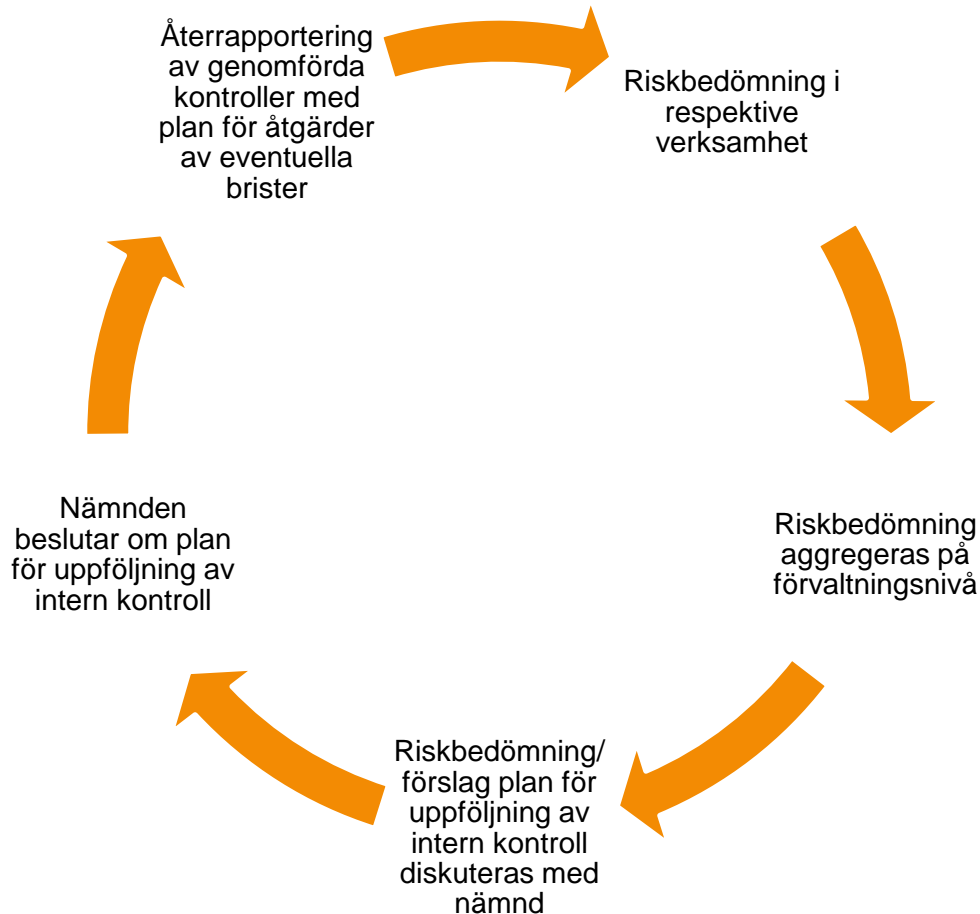 Återrapportering
av genomförda
kontroller med
plan för åtgärder
av eventuella
brister
Riskbedömning i
respektive
verksamhet
Riskbedömning
aggregeras på
förvaltningsnivå
Riskbedömning/
förslag plan för
uppföljning av
intern kontroll
diskuteras med
nämnd
Nämnden
beslutar om plan
för uppföljning av
intern kontroll